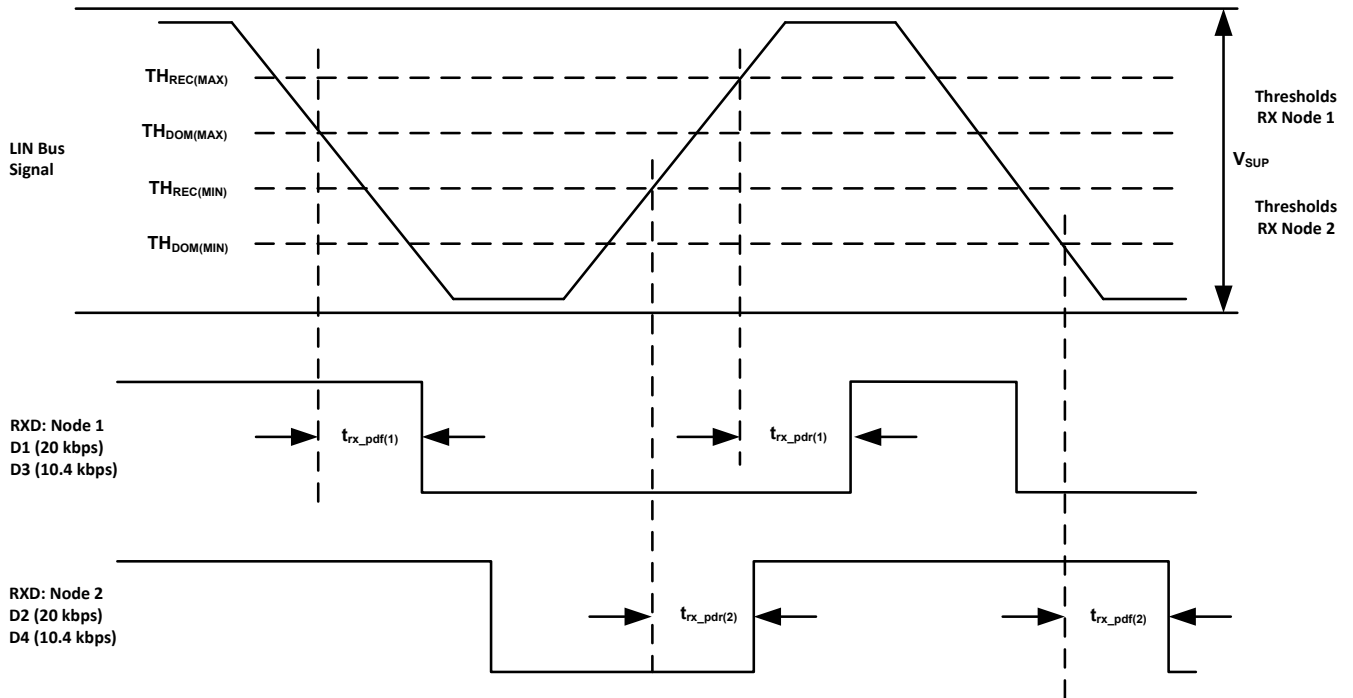 TH_REC(MAX)
TH_DOM(MAX)
TH_REC(MIN)
TH_DOM(MIN)
LIN Bus
Signal
Thresholds
RX Node 1
V_SUP
Thresholds
RX Node 2
RXD: Node 1
D1 (20 kbps)
D3 (10.4 kbps)
t_rx_pdf(1)
t_rx_pdr(1)
RXD: Node 2
D2 (20 kbps)
D4 (10.4 kbps)
t_rx_pdr(2)
t_rx_pdf(2)